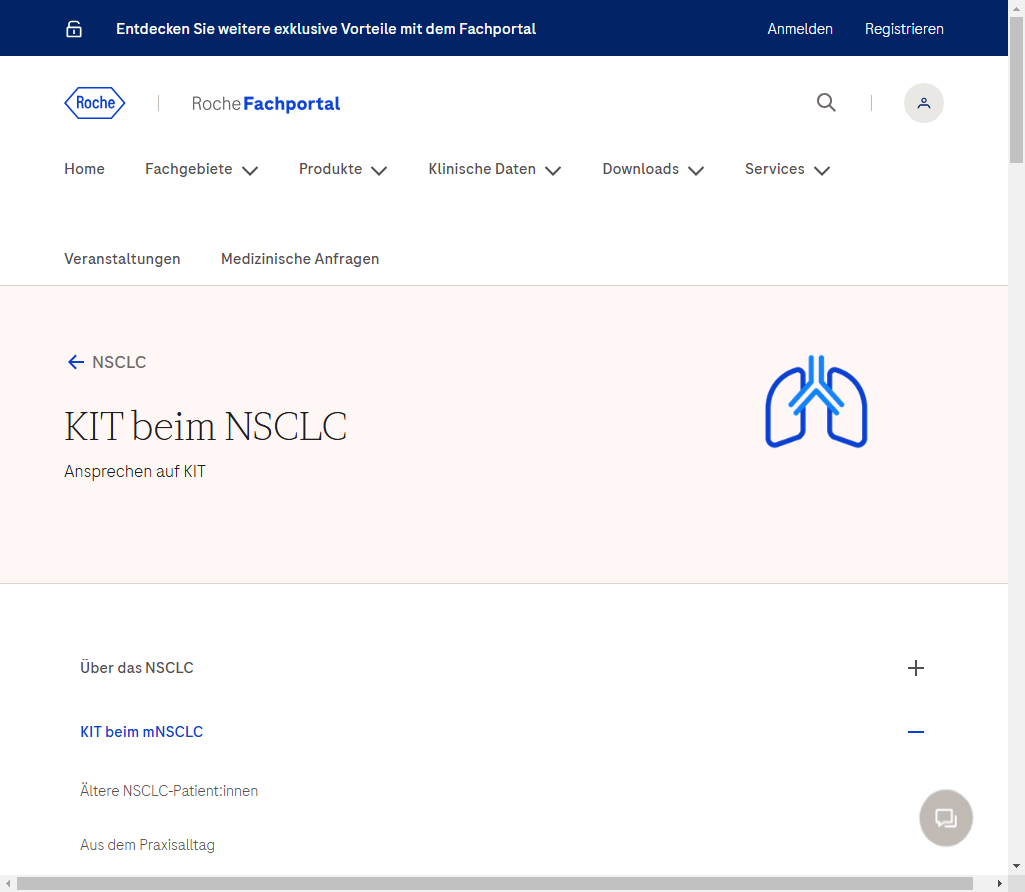 Entdecken Sie weitere exklusive Vorteile mit dem Fachportal
Anmelden
Registrieren
Roche
Roche Fachportal
Home
Fachgebiete
Produkte
Klinische Daten
Downloads
Services
Veranstaltungen
Medizinische Anfragen
NSCLC
KIT beim NSCLC
Ansprechen auf KIT
Über das NSCLC
KIT beim mNSCLC
Ältere NSCLC-Patient:innen
Aus dem Praxisalltag